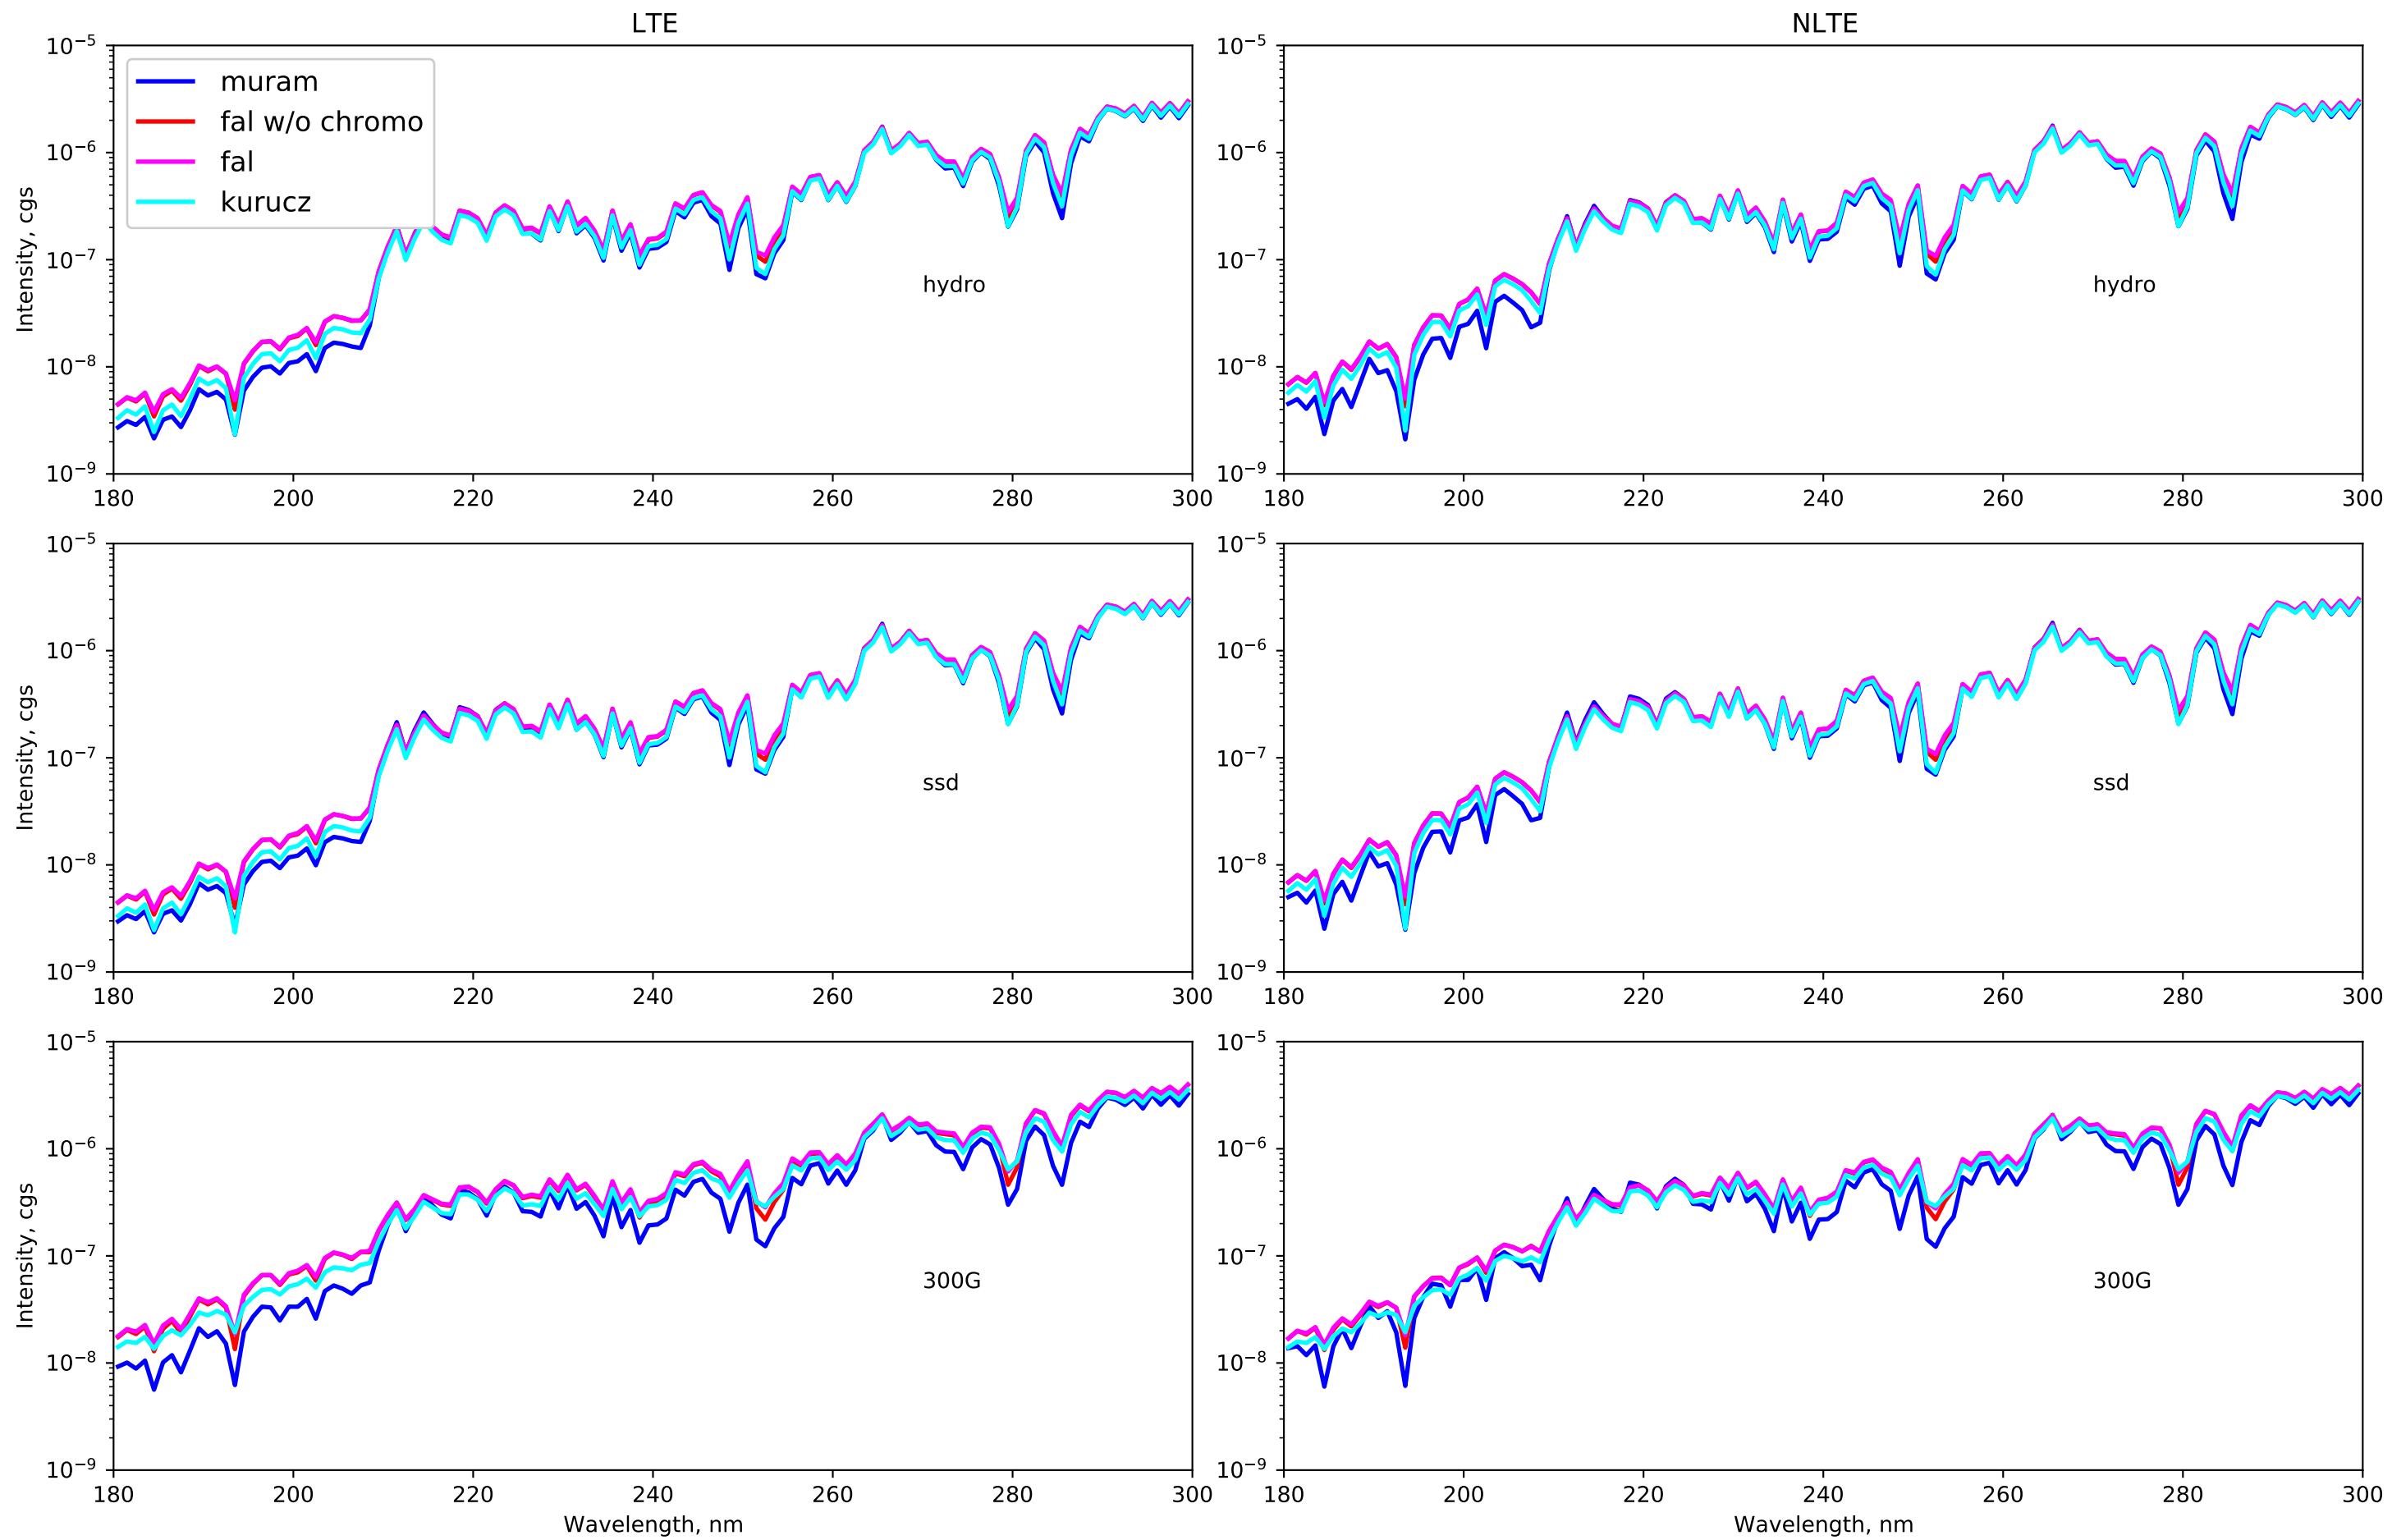 LTE
NLTE
10⁻⁵
10⁻⁶
10⁻⁷
10⁻⁸
10⁻⁹
Intensity, cgs
muram
fal w/o chromo
fal
kurucz
hydro
180 200 220 240 260 280 300
10⁻⁵
10⁻⁶
10⁻⁷
10⁻⁸
10⁻⁹
hydro
180 200 220 240 260 280 300
10⁻⁵
10⁻⁶
10⁻⁷
10⁻⁸
10⁻⁹
Intensity, cgs
ssd
180 200 220 240 260 280 300
10⁻⁵
10⁻⁶
10⁻⁷
10⁻⁸
10⁻⁹
ssd
180 200 220 240 260 280 300
10⁻⁵
10⁻⁶
10⁻⁷
10⁻⁸
10⁻⁹
Intensity, cgs
300G
180 200 220 240 260 280 300
Wavelength, nm
10⁻⁵
10⁻⁶
10⁻⁷
10⁻⁸
10⁻⁹
300G
180 200 220 240 260 280 300
Wavelength, nm